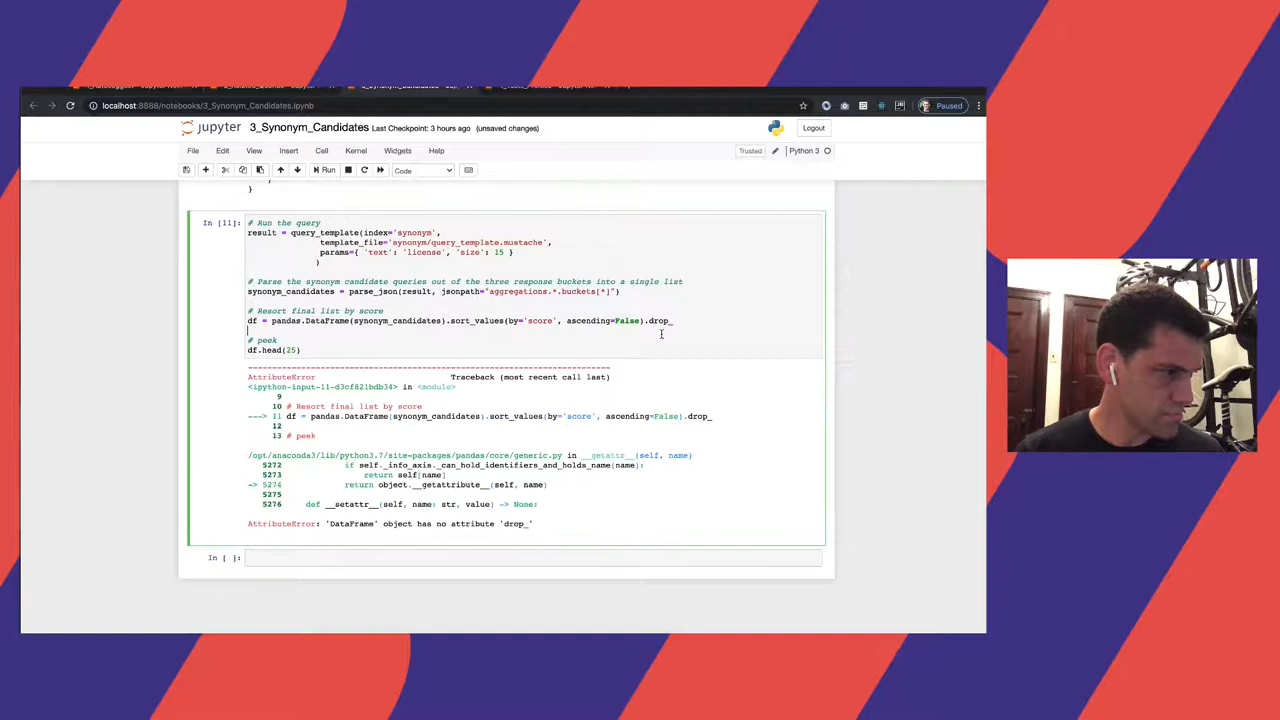 localhost:8888/notebooks/3_Synonym_Candidates.ipynb
Paused
jupyter 3_Synonym_Candidates Last Checkpoint: 3 hours ago (unsaved changes)
Logout
File Edit View Insert Cell Kernel Widgets Help
Trusted Python 3
Run Code
}
In [11]:
# Run the query
result = query_template(index='synonym',
template_file='synonym/query_template.mustache',
params={ 'text': 'license', 'size': 15 }
)
# Parse the synonym candidate queries out of the three response buckets into a single list
synonym_candidates = parse_json(result, jsonpath="aggregations.*.buckets[*]")
# Resort final list by score
df = pandas.DataFrame(synonym_candidates).sort_values(by='score', ascending=False).drop_
# peek
df.head(25)
---------------------------------------------------------------------------
AttributeError Traceback (most recent call last)
<ipython-input-11-d3cf821bdb34> in <module>
9
10 # Resort final list by score
---> 11 df = pandas.DataFrame(synonym_candidates).sort_values(by='score', ascending=False).drop_
12
13 # peek
/opt/anaconda3/lib/python3.7/site-packages/pandas/core/generic.py in __getattr__(self, name)
5272 if self._info_axis._can_hold_identifiers_and_holds_name(name):
5273 return self[name]
-> 5274 return object.__getattribute__(self, name)
5275
5276 def __setattr__(self, name: str, value) -> None:
AttributeError: 'DataFrame' object has no attribute 'drop_'
In [ ]: